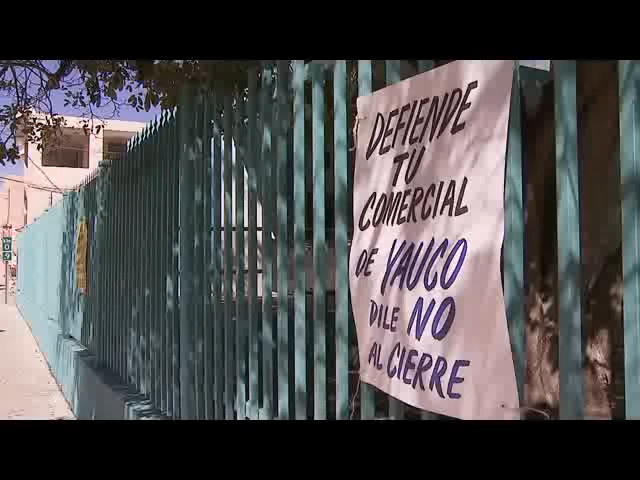 DEFIENDE
TU
COMERCIAL
DE YAUCO
DILE NO
AL CIERRE